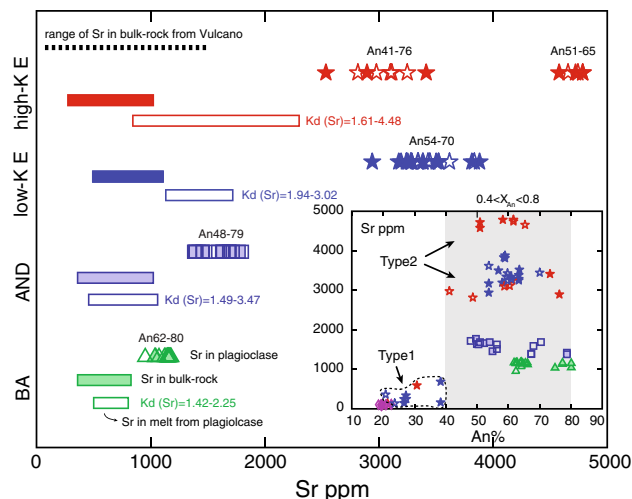 range of Sr in bulk-rock from Vulcano
high-K E
An41-76
An51-65
Kd (Sr)=1.61-4.48
low-K E
An54-70
Kd (Sr)=1.94-3.02
AND
An48-79
Kd (Sr)=1.49-3.47
BA
An62-80
Sr in plagioclase
Sr in bulk-rock
Kd (Sr)=1.42-2.25
Sr in melt from plagiolcase
0 1000 2000 3000 4000 5000
Sr ppm
0.4<X_An<0.8
5000
4000
3000
2000
1000
0
Sr ppm
Type2
Type1
10 20 30 40 50 60 70 80 90
An%